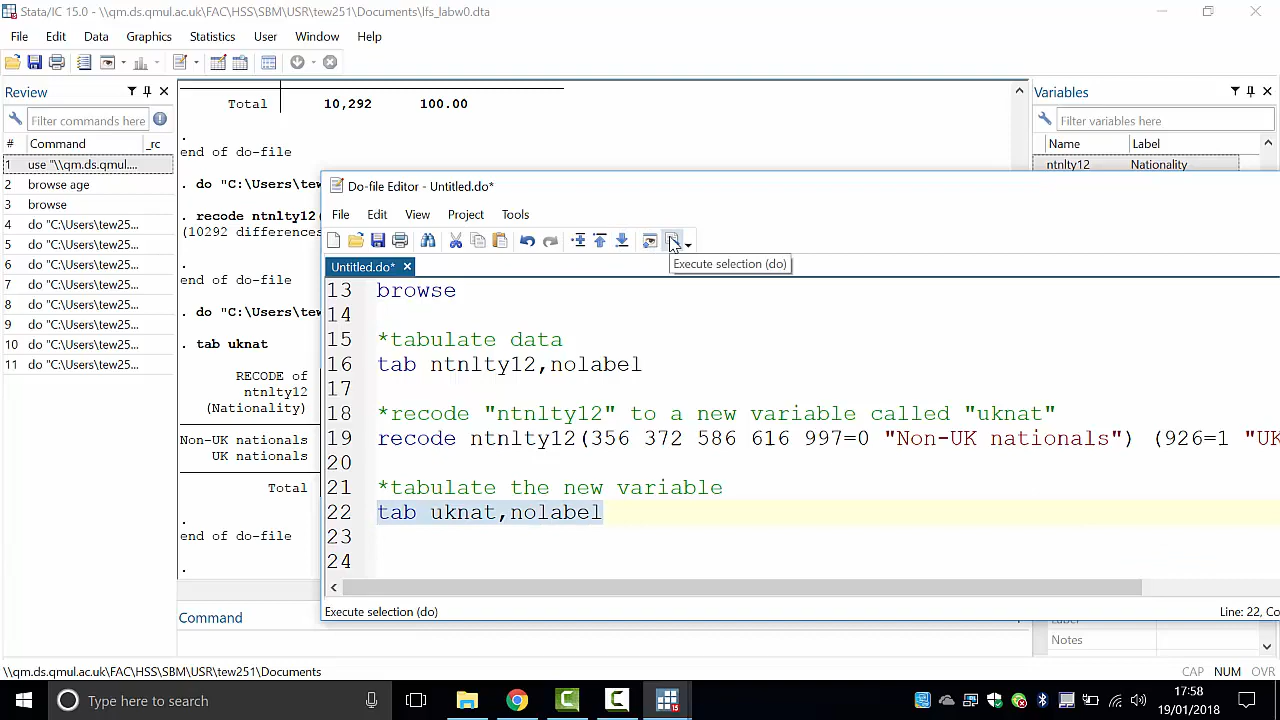 Stata/IC 15.0 - \\qm.ds.qmul.ac.uk\FAC\HSS\SBM\USR\tew251\Documents\lfs_labw0.dta
File Edit Data Graphics Statistics User Window Help
Review
Filter commands here
# Command _rc
1 use "\\qm.ds.qmul....
2 browse age
3 browse
4 do "C:\Users\tew25...
5 do "C:\Users\tew25...
6 do "C:\Users\tew25...
7 do "C:\Users\tew25...
8 do "C:\Users\tew25...
9 do "C:\Users\tew25...
10 do "C:\Users\tew25...
11 do "C:\Users\tew25...
Total 10,292 100.00
.
end of do-file
. do "C:\Users\tew
. recode ntnlty12(
(10292 differences
.
end of do-file
. do "C:\Users\tew
. tab uknat
RECODE of
ntnlty12
(Nationality)
Non-UK nationals
UK nationals
Total
.
end of do-file
.
Command
Variables
Filter variables here
Name Label
ntnlty12 Nationality
Do-file Editor - Untitled.do*
File Edit View Project Tools
Execute selection (do)
Untitled.do*
13 browse
14
15 *tabulate data
16 tab ntnlty12,nolabel
17
18 *recode "ntnlty12" to a new variable called "uknat"
19 recode ntnlty12(356 372 586 616 997=0 "Non-UK nationals") (926=1 "UK
20
21 *tabulate the new variable
22 tab uknat,nolabel
23
24
Execute selection (do)
Line: 22, Co
Label
Notes
\\qm.ds.qmul.ac.uk\FAC\HSS\SBM\USR\tew251\Documents
CAP NUM OVR
Type here to search
17:58
19/01/2018